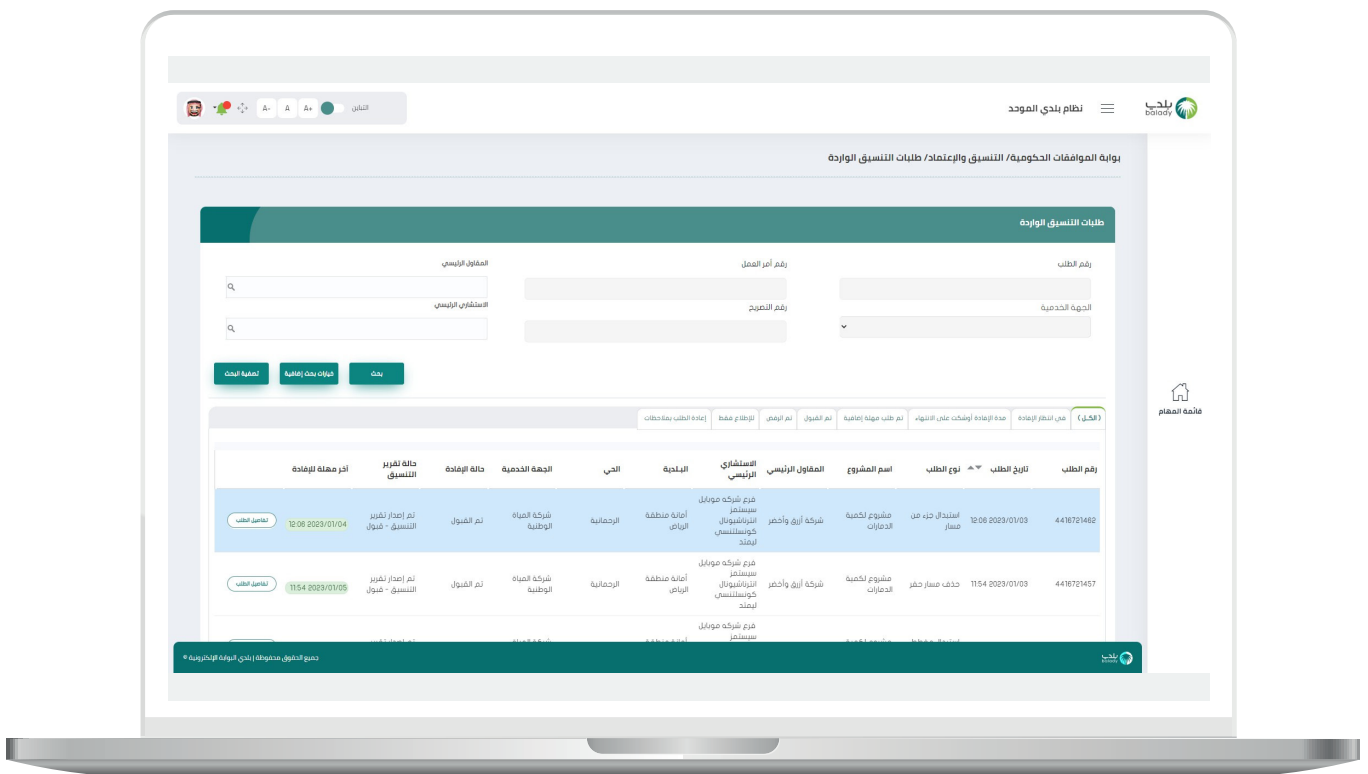 بلدي
balady
نظام بلدي الموحد
التباين
A+
A
A-
بوابة الموافقات الحكومية/ التنسيق والإعتماد/ طلبات التنسيق الواردة
قائمة المهام
طلبات التنسيق الواردة
رقم الطلب
رقم أمر العمل
المقاول الرئيسي
الجهة الخدمية
رقم التصريح
الاستشاري الرئيسي
بحث
خيارات بحث إضافية
تصفية البحث
(الكل)
في انتظار الإفادة
مدة الإفادة أوشكت على الانتهاء
تم طلب مهلة إضافية
تم القبول
تم الرفض
للإطلاع فقط
إعادة الطلب بملاحظات
رقم الطلب
تاريخ الطلب
نوع الطلب
اسم المشروع
المقاول الرئيسي
الاستشاري
الرئيسي
البلدية
الحي
الجهة الخدمية
حالة الإفادة
حالة تقرير
التنسيق
آخر مهلة للإفادة
4416721462
12:06 2023/01/03
استبدال جزء من
مسار
مشروع لكمية
الدمارات
شركة أزرق وأخضر
فرع شركه موبايل
سيستمز
انترناشيونال
كونسلتنسي
ليمتد
أمانة منطقة
الرياض
الرحمانية
شركة المياة
الوطنية
تم القبول
تم إصدار تقرير
التنسيق - قبول
12:06 2023/01/04
تفاصيل الطلب
4416721457
11:54 2023/01/03
حذف مسار حفر
مشروع لكمية
الدمارات
شركة أزرق وأخضر
فرع شركه موبايل
سيستمز
انترناشيونال
كونسلتنسي
ليمتد
أمانة منطقة
الرياض
الرحمانية
شركة المياة
الوطنية
تم القبول
تم إصدار تقرير
التنسيق - قبول
11:54 2023/01/05
تفاصيل الطلب
فرع شركه موبايل
سيستمز
بلدي
balady
جميع الحقوق محفوظة | بلدي البوابة الإلكترونية ©